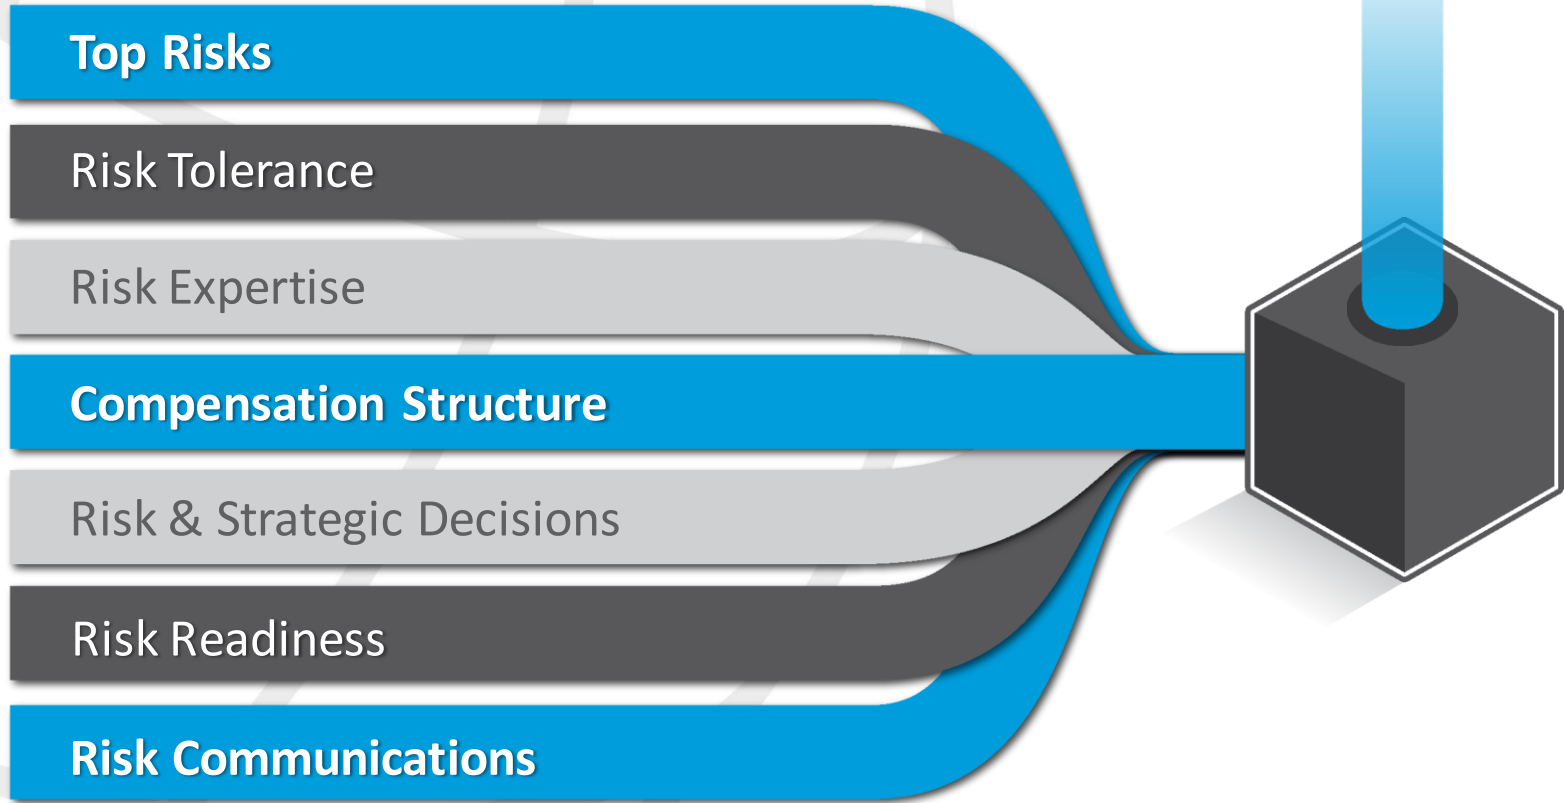 Top Risks
Risk Tolerance
Risk Expertise
Compensation Structure
Risk & Strategic Decisions
Risk Readiness
Risk Communications